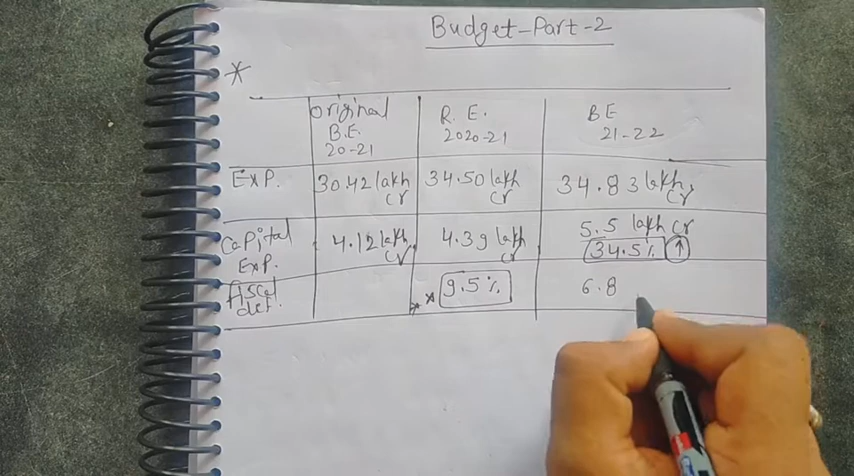 Budget-Part-2
*
original R. E. BE
B.E. 2020-21 21-22
20-21
Exp. 30.42 lakh cr 34.50 lakh cr 34.83 lakh cr
Capital Exp. 4.12 lakh cr 4.39 lakh cr 5.5 lakh cr
34.5% ↑
Fiscal def. * 9.5% 6.8